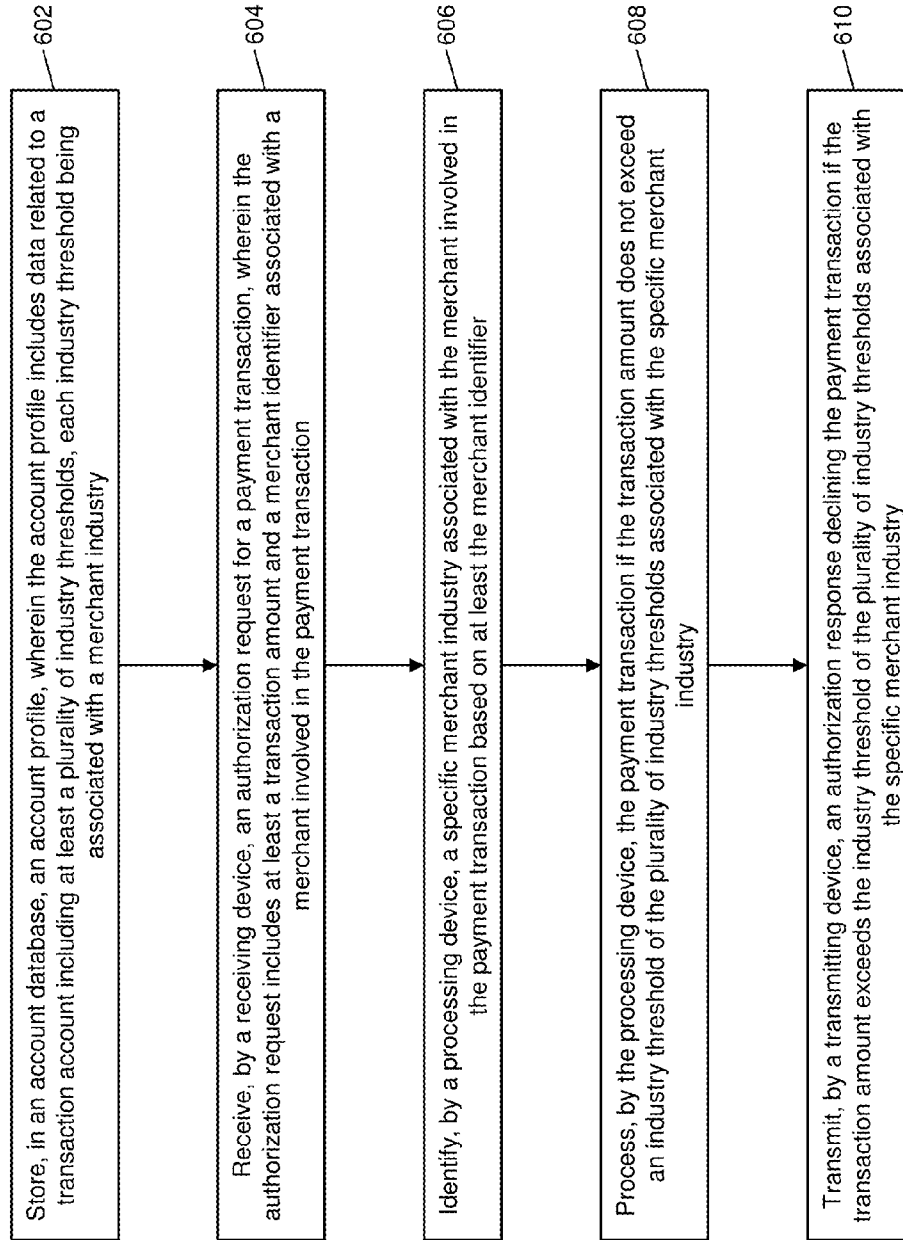 Store, in an account database, an account profile, wherein the account profile includes data related to a
transaction account including at least a plurality of industry thresholds, each industry threshold being
associated with a merchant industry
602
Receive, by a receiving device, an authorization request for a payment transaction, wherein the
authorization request includes at least a transaction amount and a merchant identifier associated with a
merchant involved in the payment transaction
604
Identify, by a processing device, a specific merchant industry associated with the merchant involved in
the payment transaction based on at least the merchant identifier
606
Process, by the processing device, the payment transaction if the transaction amount does not exceed
an industry threshold of the plurality of industry thresholds associated with the specific merchant
industry
608
Transmit, by a transmitting device, an authorization response declining the payment transaction if the
transaction amount exceeds the industry threshold of the plurality of industry thresholds associated with
the specific merchant industry
610